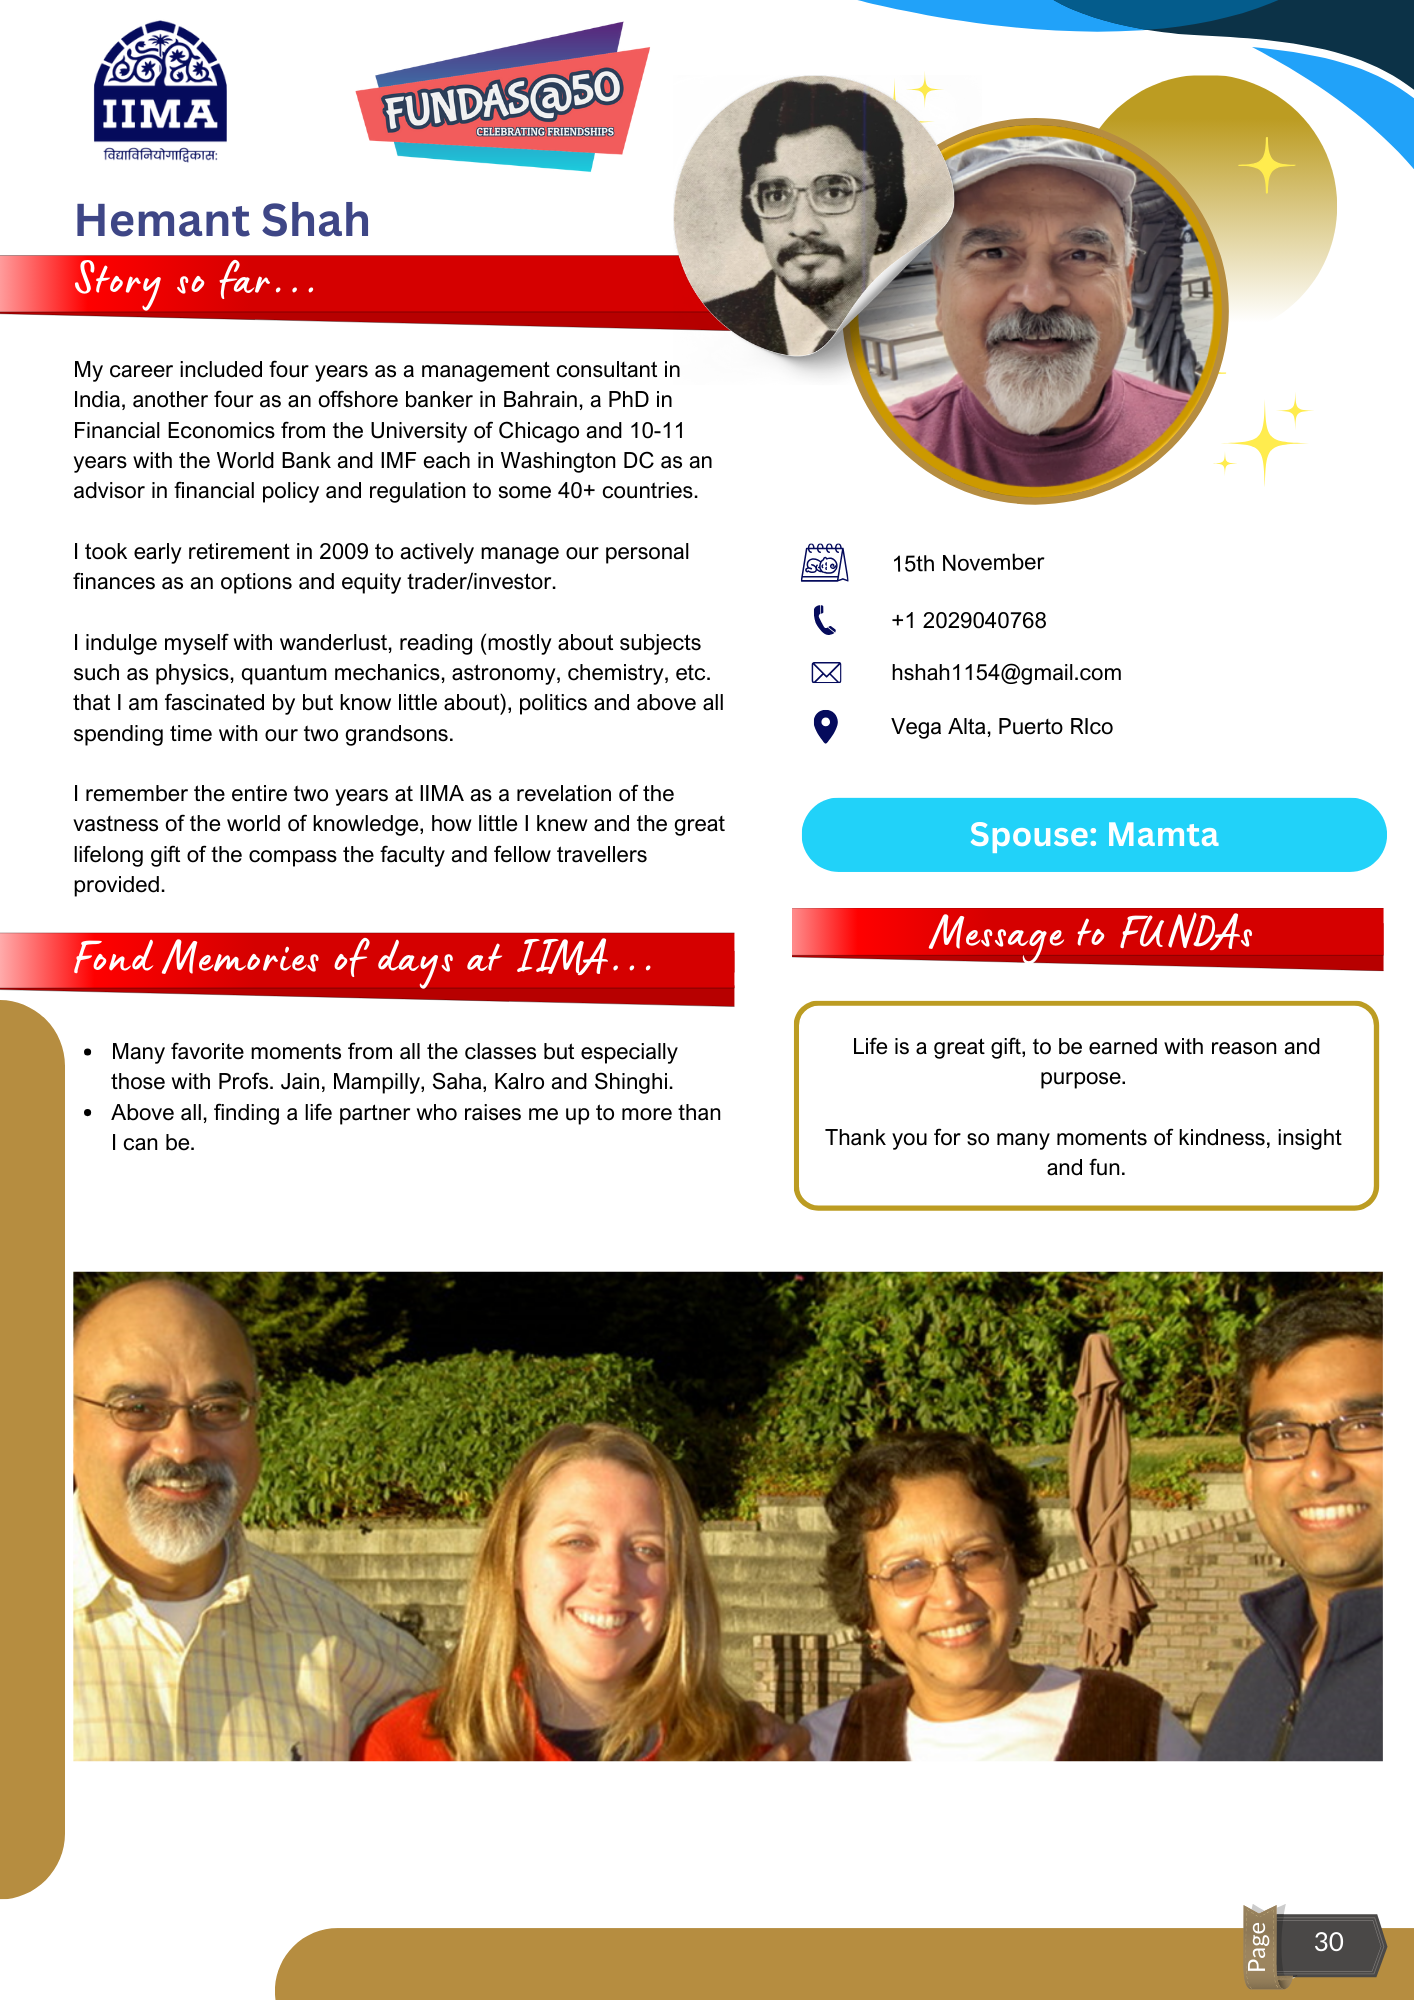 IIMA
विद्याविनियोगाद्विकास:
FUNDAS@50
CELEBRATING FRIENDSHIPS
Hemant Shah
Story so far...
My career included four years as a management consultant in
India, another four as an offshore banker in Bahrain, a PhD in
Financial Economics from the University of Chicago and 10-11
years with the World Bank and IMF each in Washington DC as an
advisor in financial policy and regulation to some 40+ countries.
I took early retirement in 2009 to actively manage our personal
finances as an options and equity trader/investor.
I indulge myself with wanderlust, reading (mostly about subjects
such as physics, quantum mechanics, astronomy, chemistry, etc.
that I am fascinated by but know little about), politics and above all
spending time with our two grandsons.
I remember the entire two years at IIMA as a revelation of the
vastness of the world of knowledge, how little I knew and the great
lifelong gift of the compass the faculty and fellow travellers
provided.
Fond Memories of days at IIMA...
Many favorite moments from all the classes but especially
those with Profs. Jain, Mampilly, Saha, Kalro and Shinghi.
Above all, finding a life partner who raises me up to more than
I can be.
15th November
+1 2029040768
hshah1154@gmail.com
Vega Alta, Puerto RIco
Spouse: Mamta
Message to FUNDAs
Life is a great gift, to be earned with reason and
purpose.
Thank you for so many moments of kindness, insight
and fun.
Page
30